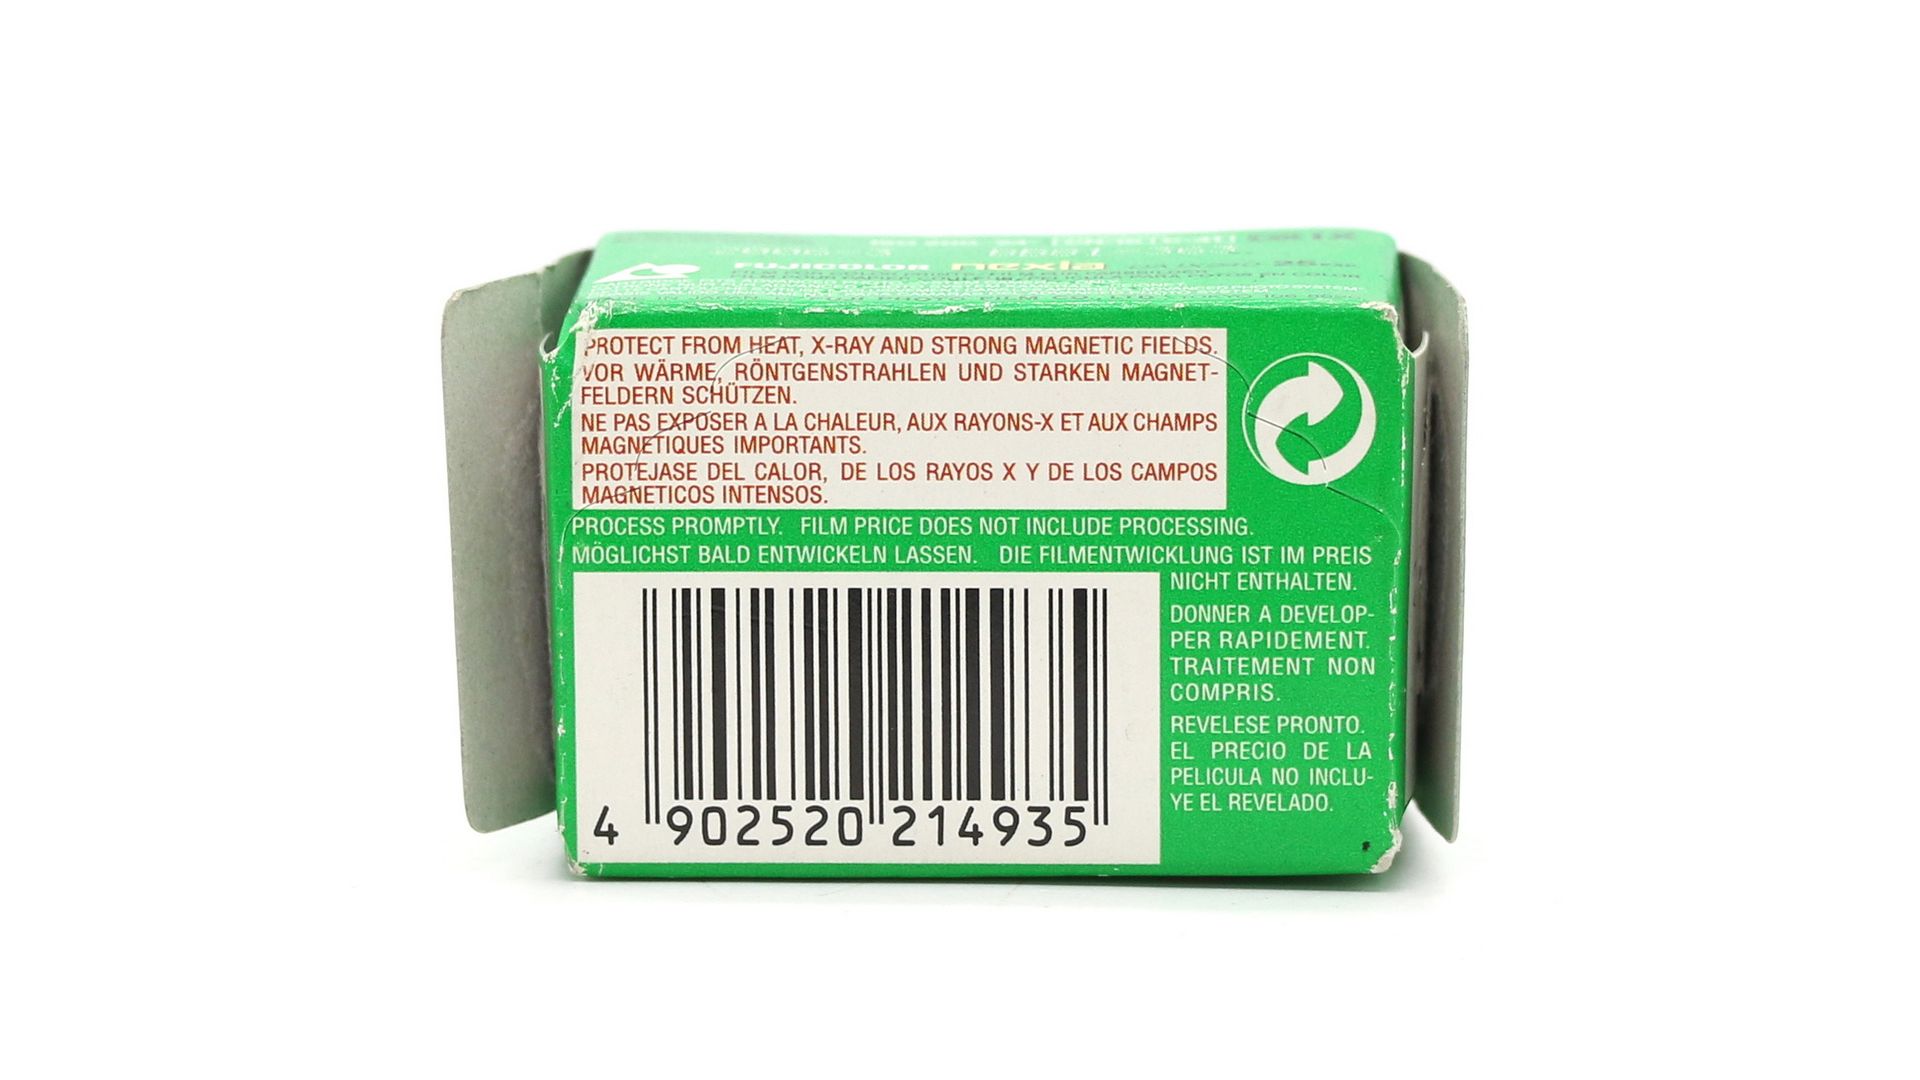 FUJICOLOR nexia
PROTECT FROM HEAT, X-RAY AND STRONG MAGNETIC FIELDS.
VOR WÄRME, RÖNTGENSTRAHLEN UND STARKEN MAGNET-
FELDERN SCHÜTZEN.
NE PAS EXPOSER A LA CHALEUR, AUX RAYONS-X ET AUX CHAMPS
MAGNETIQUES IMPORTANTS.
PROTEJASE DEL CALOR, DE LOS RAYOS X Y DE LOS CAMPOS
MAGNETICOS INTENSOS.
PROCESS PROMPTLY. FILM PRICE DOES NOT INCLUDE PROCESSING.
MÖGLICHST BALD ENTWICKELN LASSEN. DIE FILMENTWICKLUNG IST IM PREIS
NICHT ENTHALTEN.
DONNER A DEVELOP-
PER RAPIDEMENT.
TRAITEMENT NON
COMPRIS.
REVELESE PRONTO.
EL PRECIO DE LA
PELICULA NO INCLU-
YE EL REVELADO.
4 902520 214935